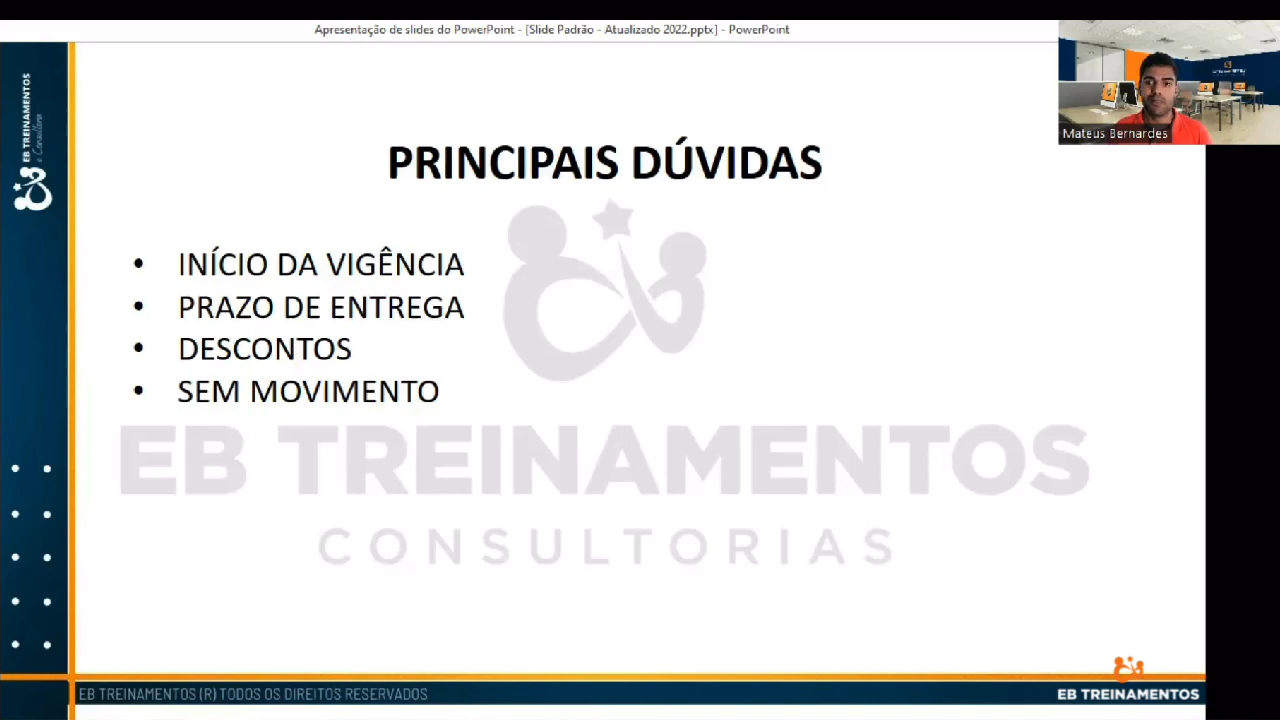 Apresentação de slides do PowerPoint - [Slide Padrão - Atualizado 2022.pptx] - PowerPoint
EB TREINAMENTOS
e Consultoria
Mateus Bernardes
PRINCIPAIS DÚVIDAS
• INÍCIO DA VIGÊNCIA
• PRAZO DE ENTREGA
• DESCONTOS
• SEM MOVIMENTO
EB TREINAMENTOS
CONSULTORIAS
EB TREINAMENTOS (R) TODOS OS DIREITOS RESERVADOS
EB TREINAMENTOS